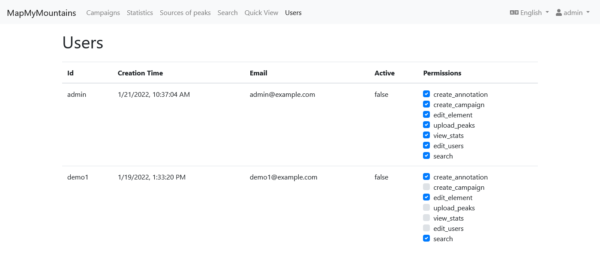 MapMyMountains Campaigns Statistics Sources of peaks Search Quick View Users English admin
Users
Id Creation Time Email Active Permissions
admin 1/21/2022, 10:37:04 AM admin@example.com false create_annotation
create_campaign
edit_element
upload_peaks
view_stats
edit_users
search
demo1 1/19/2022, 1:33:20 PM demo1@example.com false create_annotation
create_campaign
edit_element
upload_peaks
view_stats
edit_users
search